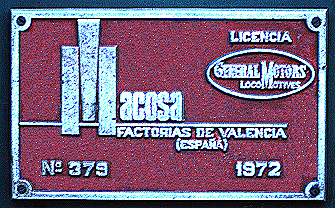 LICENCIA
GENERAL MOTORS
LOCOMOTIVES
Macosa
FACTORIAS DE VALENCIA
(ESPAÑA)
Nº 379 1972